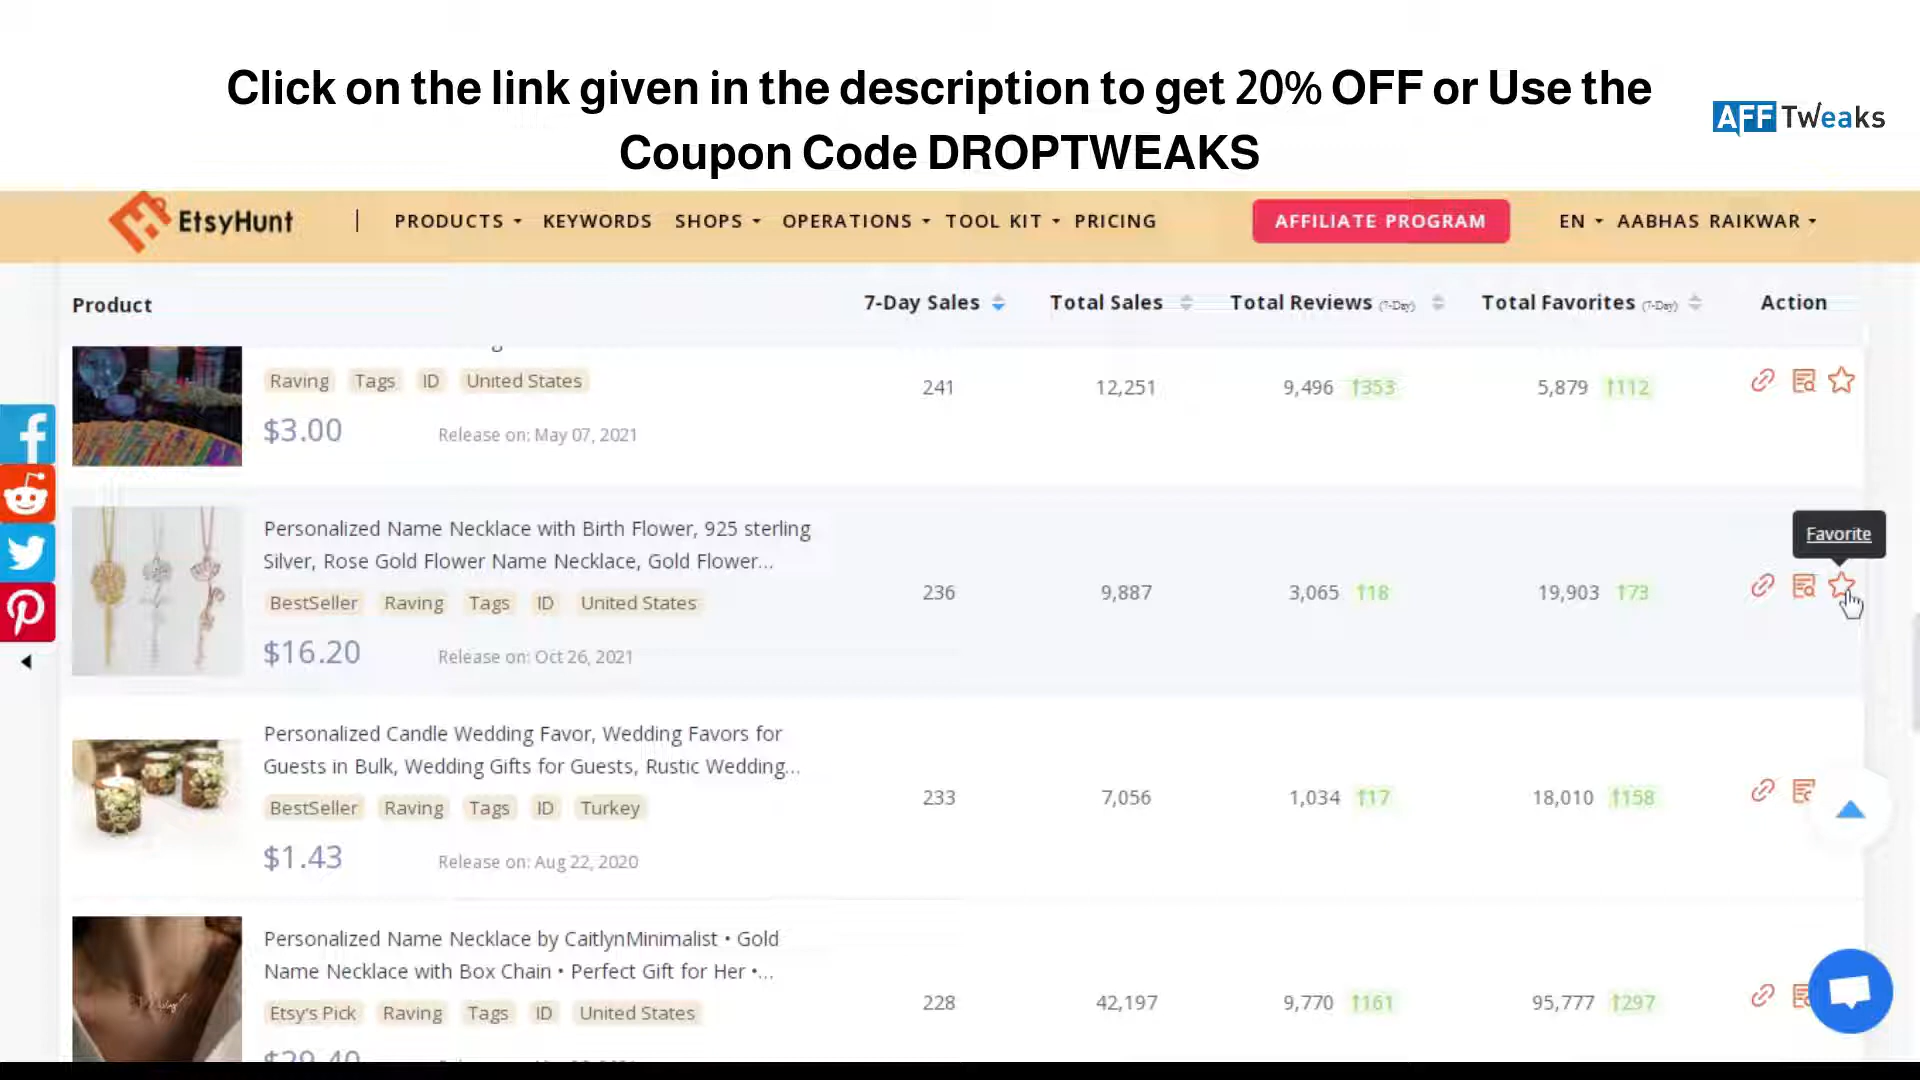 Click on the link given in the description to get 20% OFF or Use the
Coupon Code DROPTWEAKS
AFF Tweaks
EtsyHunt
PRODUCTS KEYWORDS SHOPS OPERATIONS TOOL KIT PRICING AFFILIATE PROGRAM EN AABHAS RAIKWAR
Product 7-Day Sales Total Sales Total Reviews (7-Day) Total Favorites (7-Day) Action
Raving Tags ID United States
241 12,251 9,496 ↑353 5,879 ↑112
$3.00 Release on: May 07, 2021
Personalized Name Necklace with Birth Flower, 925 sterling
Silver, Rose Gold Flower Name Necklace, Gold Flower...
Favorite
BestSeller Raving Tags ID United States
236 9,887 3,065 ↑18 19,903 ↑73
$16.20 Release on: Oct 26, 2021
Personalized Candle Wedding Favor, Wedding Favors for
Guests in Bulk, Wedding Gifts for Guests, Rustic Wedding...
BestSeller Raving Tags ID Turkey
233 7,056 1,034 ↑17 18,010 ↑158
$1.43 Release on: Aug 22, 2020
Personalized Name Necklace by CaitlynMinimalist • Gold
Name Necklace with Box Chain • Perfect Gift for Her •...
Etsy's Pick Raving Tags ID United States
228 42,197 9,770 ↑161 95,777 ↑297
$29.40